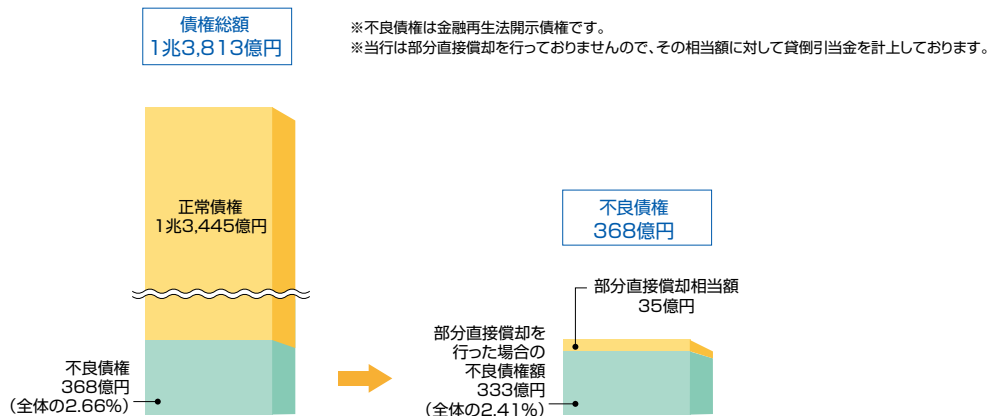 債権総額
1兆3,813億円
※不良債権は金融再生法開示債権です。
※当行は部分直接償却を行っておりませんので、その相当額に対して貸倒引当金を計上しております。
正常債権
1兆3,445億円
不良債権
368億円
(全体の2.66%)
不良債権
368億円
部分直接償却相当額
35億円
部分直接償却を
行った場合の
不良債権額
333億円
(全体の2.41%)